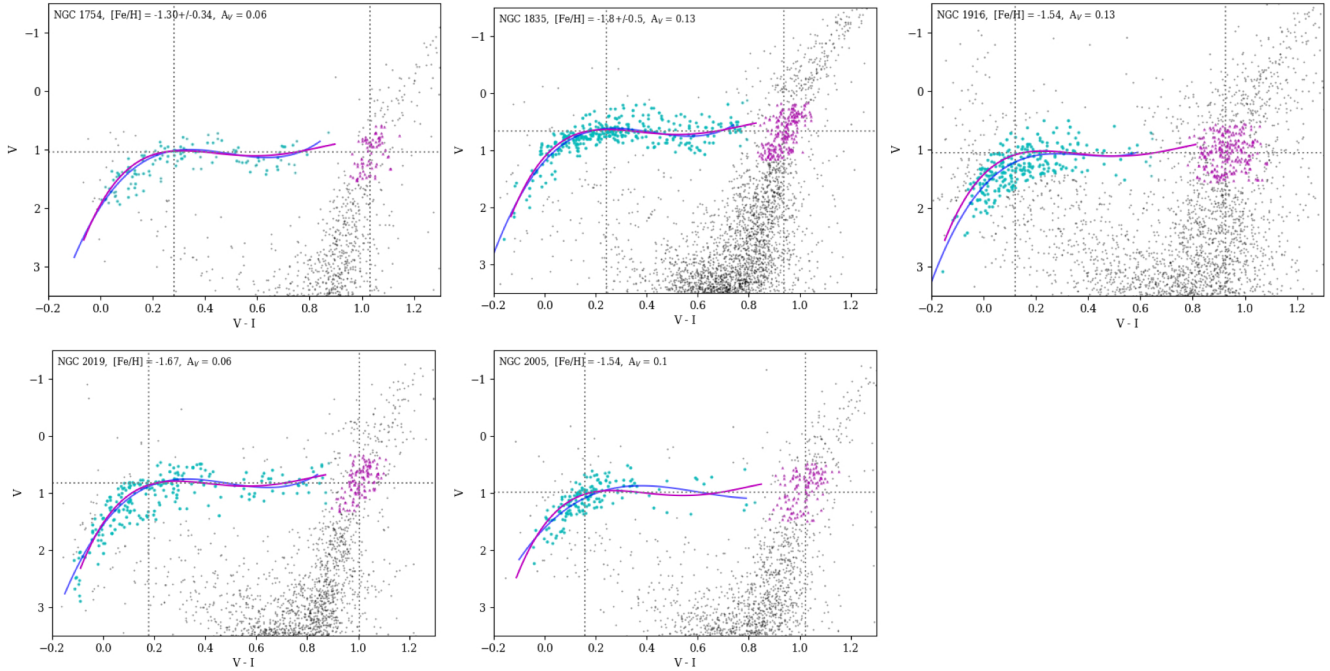 NGC 1754, [Fe/H] = -1.30+/-0.34, A_V = 0.06
−1
0
1
2
3
V
−0.2 0.0 0.2 0.4 0.6 0.8 1.0 1.2
V - I
NGC 1835, [Fe/H] = -1.8+/-0.5, A_V = 0.13
−1
0
1
2
3
V
−0.2 0.0 0.2 0.4 0.6 0.8 1.0 1.2
V - I
NGC 1916, [Fe/H] = -1.54, A_V = 0.13
−1
0
1
2
3
V
−0.2 0.0 0.2 0.4 0.6 0.8 1.0 1.2
V - I
NGC 2019, [Fe/H] = -1.67, A_V = 0.06
−1
0
1
2
3
V
−0.2 0.0 0.2 0.4 0.6 0.8 1.0 1.2
V - I
NGC 2005, [Fe/H] = -1.54, A_V = 0.1
−1
0
1
2
3
V
−0.2 0.0 0.2 0.4 0.6 0.8 1.0 1.2
V - I